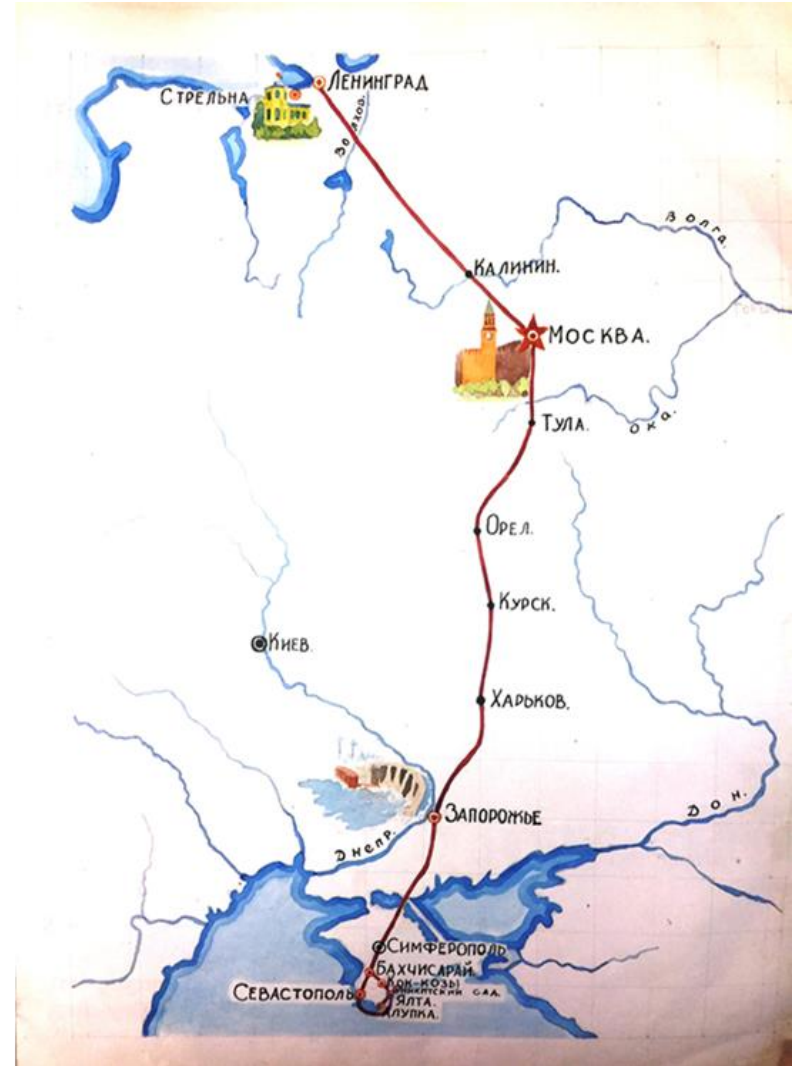 ЛЕНИНГРАД
СТРЕЛЬНА
Волхов.
ВОЛГА.
КАЛИНИН.
МОСКВА.
ОКА.
ТУЛА.
ОРЕЛ.
КУРСК.
КИЕВ.
ХАРЬКОВ.
ЗАПОРОЖЬЕ
ДОН.
ДНЕПР.
СИМФЕРОПОЛЬ
БАХЧИСАРАЙ.
КОК-КОЗЫ
НИКИТСКИЙ САД.
СЕВАСТОПОЛЬ
ЯЛТА.
АЛУПКА.